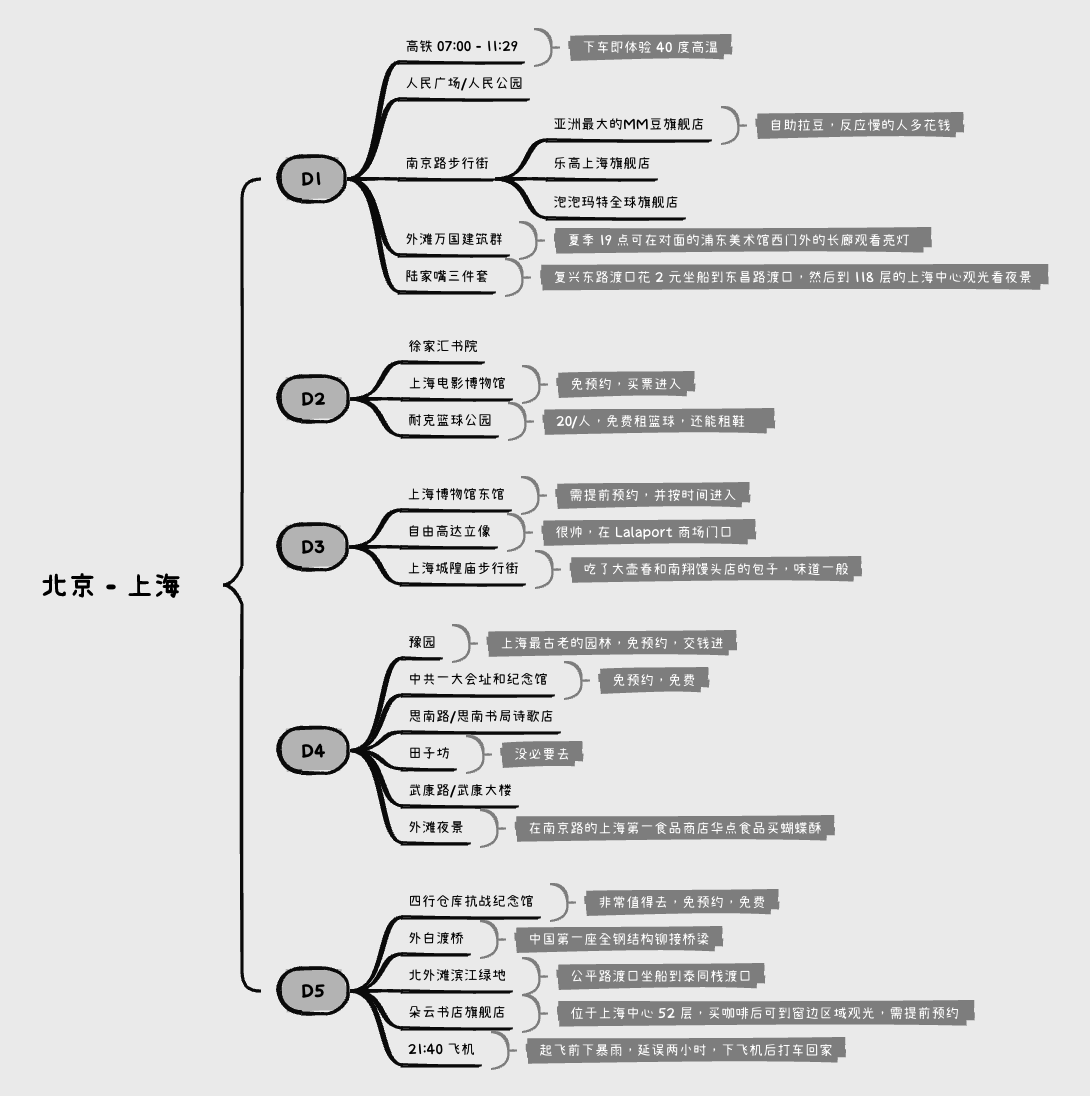 北京 - 上海
D1
高铁 07:00 - 11:29
下车即体验 40 度高温
人民广场/人民公园
南京路步行街
亚洲最大的MM豆旗舰店
自助拉豆，反应慢的人多花钱
乐高上海旗舰店
泡泡玛特全球旗舰店
外滩万国建筑群
夏季 19 点可在对面的浦东美术馆西门外的长廊观看亮灯
陆家嘴三件套
复兴东路渡口花 2 元坐船到东昌路渡口，然后到 118 层的上海中心观光看夜景
D2
徐家汇书院
上海电影博物馆
免预约，买票进入
耐克篮球公园
20/人，免费租篮球，还能租鞋
D3
上海博物馆东馆
需提前预约，并按时间进入
自由高达立像
很帅，在 Lalaport 商场门口
上海城隍庙步行街
吃了大壶春和南翔馒头店的包子，味道一般
D4
豫园
上海最古老的园林，免预约，交钱进
中共一大会址和纪念馆
免预约，免费
思南路/思南书局诗歌店
田子坊
没必要去
武康路/武康大楼
外滩夜景
在南京路的上海第一食品商店华点食品买蝴蝶酥
D5
四行仓库抗战纪念馆
非常值得去，免预约，免费
外白渡桥
中国第一座全钢结构铆接桥梁
北外滩滨江绿地
公平路渡口坐船到泰同栈渡口
朵云书店旗舰店
位于上海中心 52 层，买咖啡后可到窗边区域观光，需提前预约
21:40 飞机
起飞前下暴雨，延误两小时，下飞机后打车回家